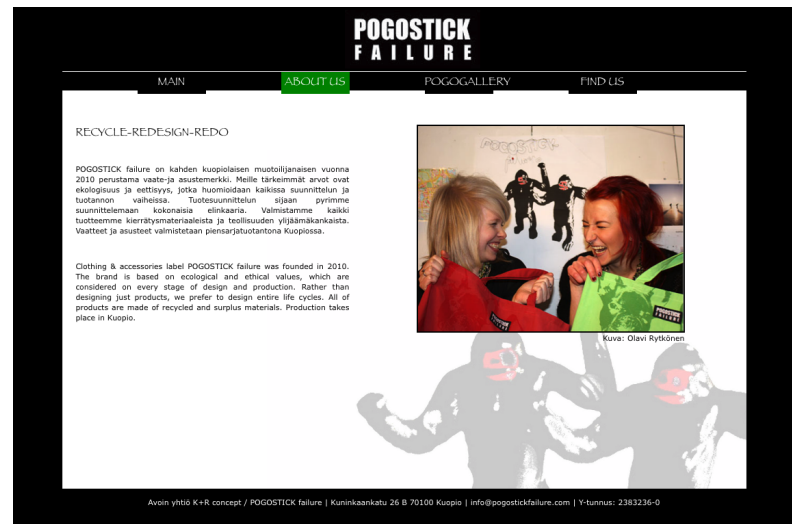 POGOSTICK
FAILURE
MAIN
ABOUT US
POGOGALLERY
FIND US
RECYCLE-REDESIGN-REDO
POGOSTICK failure on kahden kuopiolaisen muotoilijanaisen vuonna
2010 perustama vaate-ja asustemerkki. Meille tärkeimmät arvot ovat
ekologisuus ja eettisyys, jotka huomioidaan kaikissa suunnittelun ja
tuotannon vaiheissa. Tuotesuunnittelun sijaan pyrimme
suunnittelemaan kokonaisia elinkaaria. Valmistamme kaikki
tuotteemme kierrätysmateriaaleista ja teollisuuden ylijäämäkankaista.
Vaatteet ja asusteet valmistetaan piensarjatuotantona Kuopiossa.
Clothing & accessories label POGOSTICK failure was founded in 2010.
The brand is based on ecological and ethical values, which are
considered on every stage of design and production. Rather than
designing just products, we prefer to design entire life cycles. All of
products are made of recycled and surplus materials. Production takes
place in Kuopio.
POGOSTICK
FAILURE
POGOSTICK
FAILURE
Kuva: Olavi Rytkönen
Avoin yhtiö K+R concept / POGOSTICK failure | Kuninkaankatu 26 B 70100 Kuopio | info@pogostickfailure.com | Y-tunnus: 2383236-0